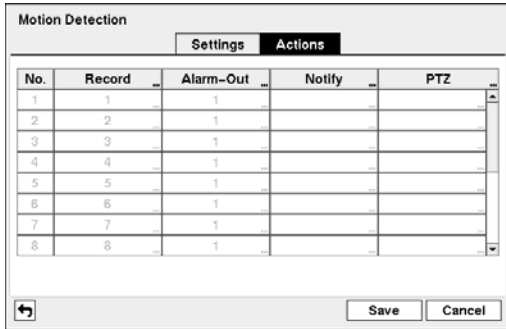 Motion Detection
Settings Actions
No. Record ... Alarm-Out ... Notify ... PTZ ...
1 1 ... 1 ... ... ...
2 2 ... 1 ... ... ...
3 3 ... 1 ... ... ...
4 4 ... 1 ... ... ...
5 5 ... 1 ... ... ...
6 6 ... 1 ... ... ...
7 7 ... 1 ... ... ...
8 8 ... 1 ... ... ...
Save Cancel